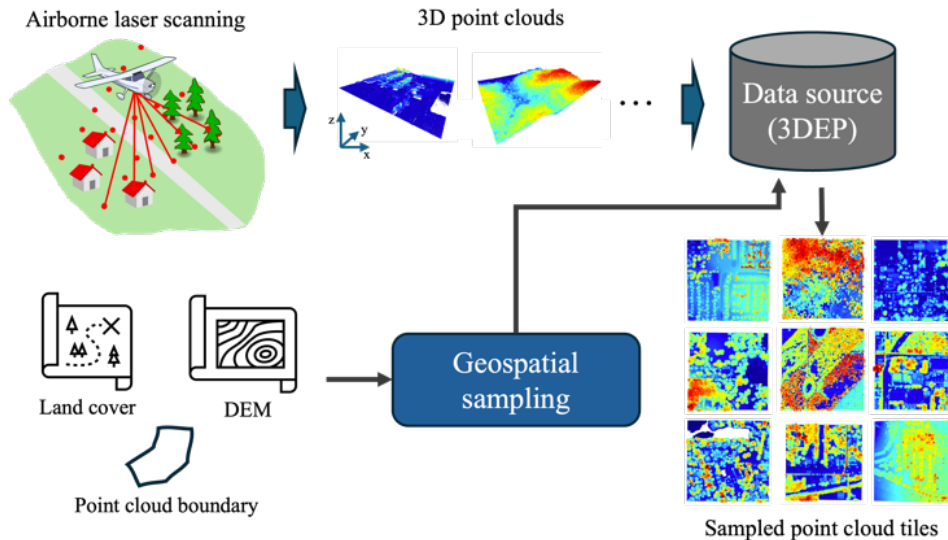 Airborne laser scanning
3D point clouds
z
y
x
...
Data source
(3DEP)
Land cover
DEM
Geospatial
sampling
Point cloud boundary
Sampled point cloud tiles